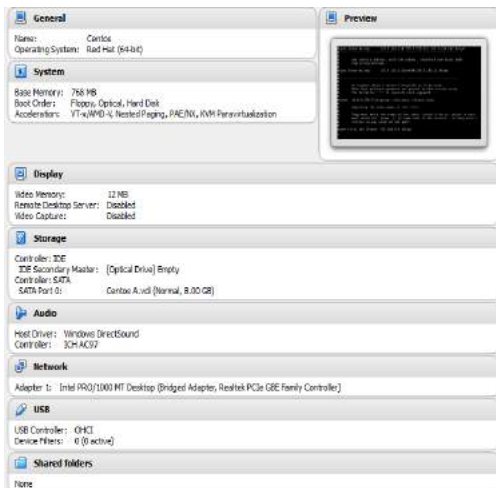 General
Name: Centos
Operating System: Red Hat (64-bit)
Preview
System
Base Memory: 768 MB
Boot Order: Floppy, Optical, Hard Disk
Acceleration: VT-x/AMD-V, Nested Paging, PAE/NX, KVM Paravirtualization
Display
Video Memory: 12 MB
Remote Desktop Server: Disabled
Video Capture: Disabled
Storage
Controller: IDE
IDE Secondary Master: [Optical Drive] Empty
Controller: SATA
SATA Port 0: Centos A.vdi (Normal, 8.00 GB)
Audio
Host Driver: Windows DirectSound
Controller: ICH AC97
Network
Adapter 1: Intel PRO/1000 MT Desktop (Bridged Adapter, Realtek PCIe GBE Family Controller)
USB
USB Controller: OHCI
Device Filters: 0 (0 active)
Shared folders
None